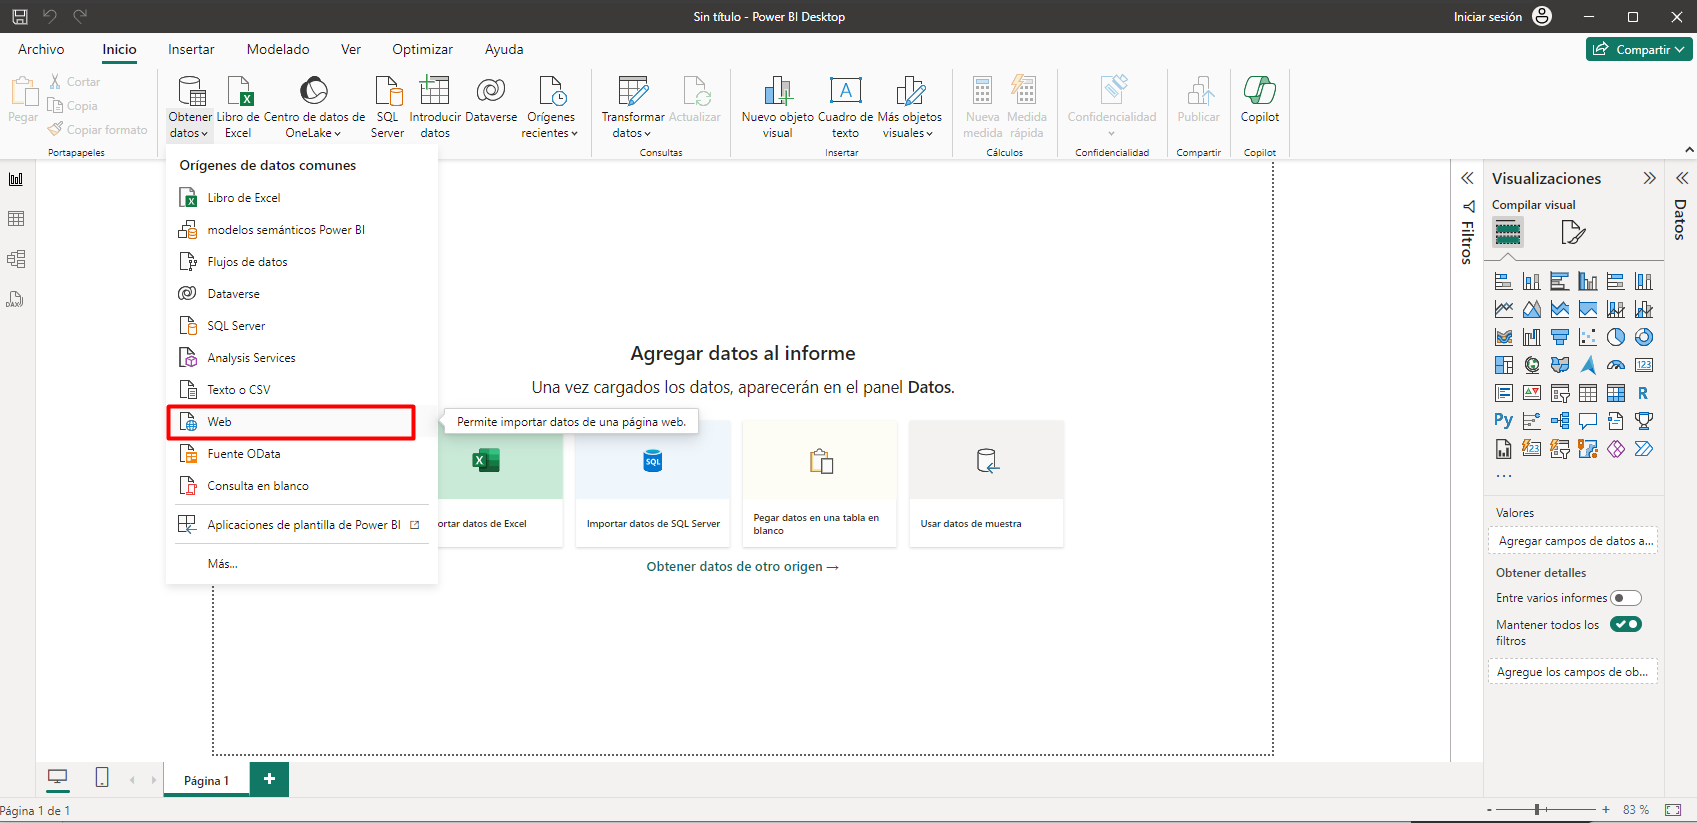 Sin título - Power BI Desktop
Iniciar sesión
Archivo
Inicio
Insertar
Modelado
Ver
Optimizar
Ayuda
Compartir
Pegar
Cortar
Copia
Copiar formato
Portapapeles
Obtener
datos
Libro de
Excel
Centro de datos de
OneLake
SQL
Server
Introducir
datos
Dataverse
Orígenes
recientes
Transformar
datos
Actualizar
Consultas
Nuevo objeto
visual
Cuadro de
texto
Más objetos
visuales
Insertar
Nueva
medida
Medida
rápida
Cálculos
Confidencialidad
Confidencialidad
Publicar
Compartir
Copilot
Copilot
Orígenes de datos comunes
Libro de Excel
modelos semánticos Power BI
Flujos de datos
Dataverse
SQL Server
Analysis Services
Texto o CSV
Web
Fuente OData
Consulta en blanco
Aplicaciones de plantilla de Power BI
Más...
Permite importar datos de una página web.
Agregar datos al informe
Una vez cargados los datos, aparecerán en el panel Datos.
SQL
ortar datos de Excel
Importar datos de SQL Server
Pegar datos en una tabla en
blanco
Usar datos de muestra
Obtener datos de otro origen →
Filtros
Visualizaciones
Compilar visual
123
R
Py
123
...
Valores
Agregar campos de datos a...
Obtener detalles
Entre varios informes
Mantener todos los
filtros
Agregue los campos de ob...
Datos
DAX
Página 1
+
Página 1 de 1
- + 83 %